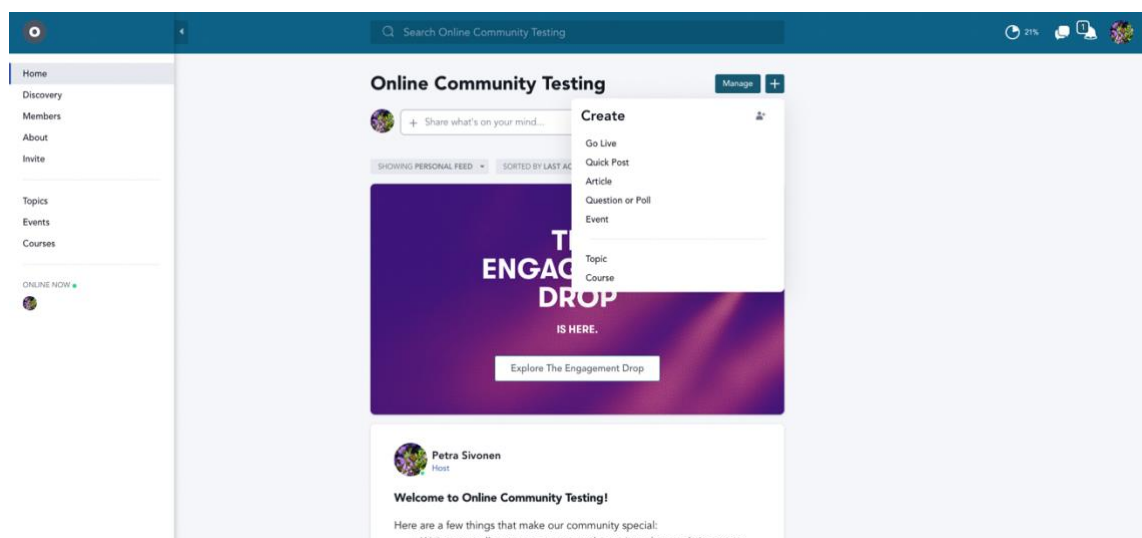 Search Online Community Testing
21%
1
Home
Discovery
Members
About
Invite
Topics
Events
Courses
ONLINE NOW
Online Community Testing
Manage +
+ Share what's on your mind...
SHOWING PERSONAL FEED
SORTED BY LAST AC
Create
Go Live
Quick Post
Article
Question or Poll
Event
Topic
Course
ENGAG
DROP
IS HERE.
Explore The Engagement Drop
Petra Sivonen
Host
Welcome to Online Community Testing!
Here are a few things that make our community special: